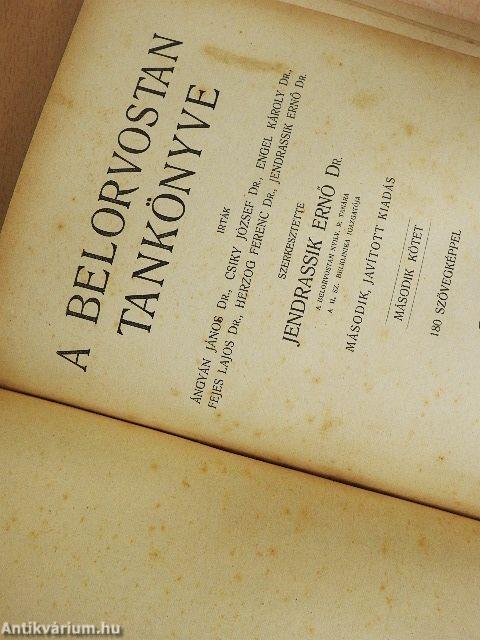 A BELORVOSTAN
TANKÖNYVE
IRTÁK
ÁNGYÁN JÁNOS DR., CSIKY JÓZSEF DR., ENGEL KÁROLY DR.,
FEJES LAJOS DR., HERZOG FERENC DR., JENDRASSIK ERNŐ DR.
SZERKESZTETTE
JENDRASSIK ERNŐ DR.
A BELORVOSTAN NYILV. R. TANÁRA
A II. SZ. BELKLINIKA IGAZGATÓJA
MÁSODIK, JAVÍTOTT KIADÁS
MÁSODIK KÖTET
180 SZÖVEGKÉPPEL
Antikvárium.hu